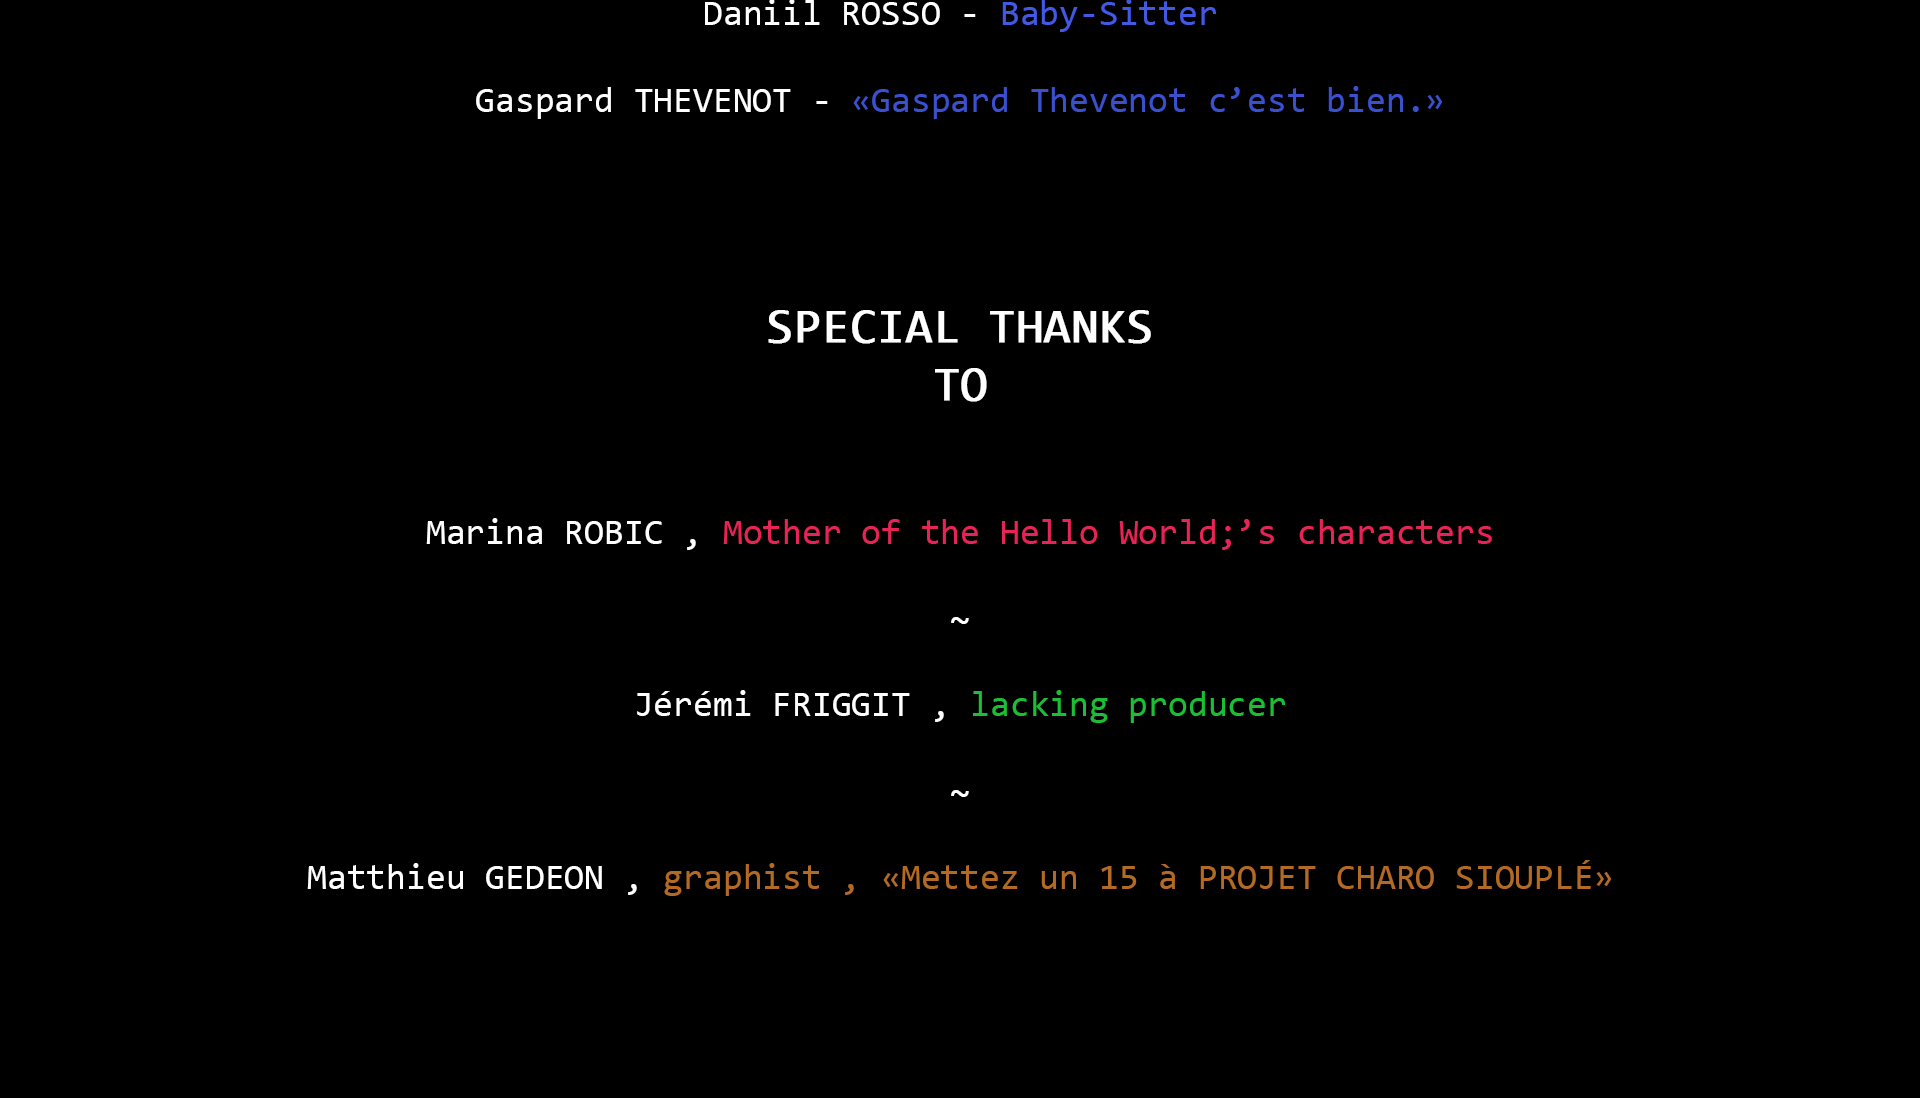 Daniil ROSSO - Baby-Sitter
Gaspard THEVENOT - «Gaspard Thevenot c’est bien.»
SPECIAL THANKS
TO
Marina ROBIC , Mother of the Hello World;’s characters
~
Jérémi FRIGGIT , lacking producer
~
Matthieu GEDEON , graphist , «Mettez un 15 à PROJET CHARO SIOUPLÉ»